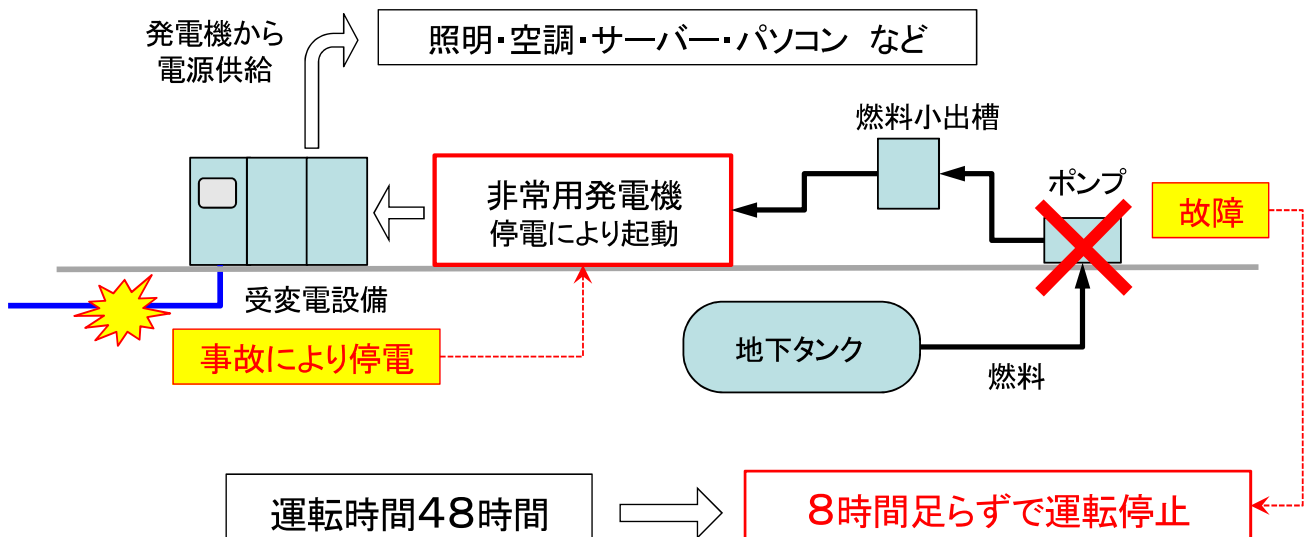 発電機から
電源供給
照明・空調・サーバー・パソコン　など
燃料小出槽
ポンプ
故障
非常用発電機
停電により起動
受変電設備
事故により停電
地下タンク
燃料
運転時間４８時間
８時間足らずで運転停止